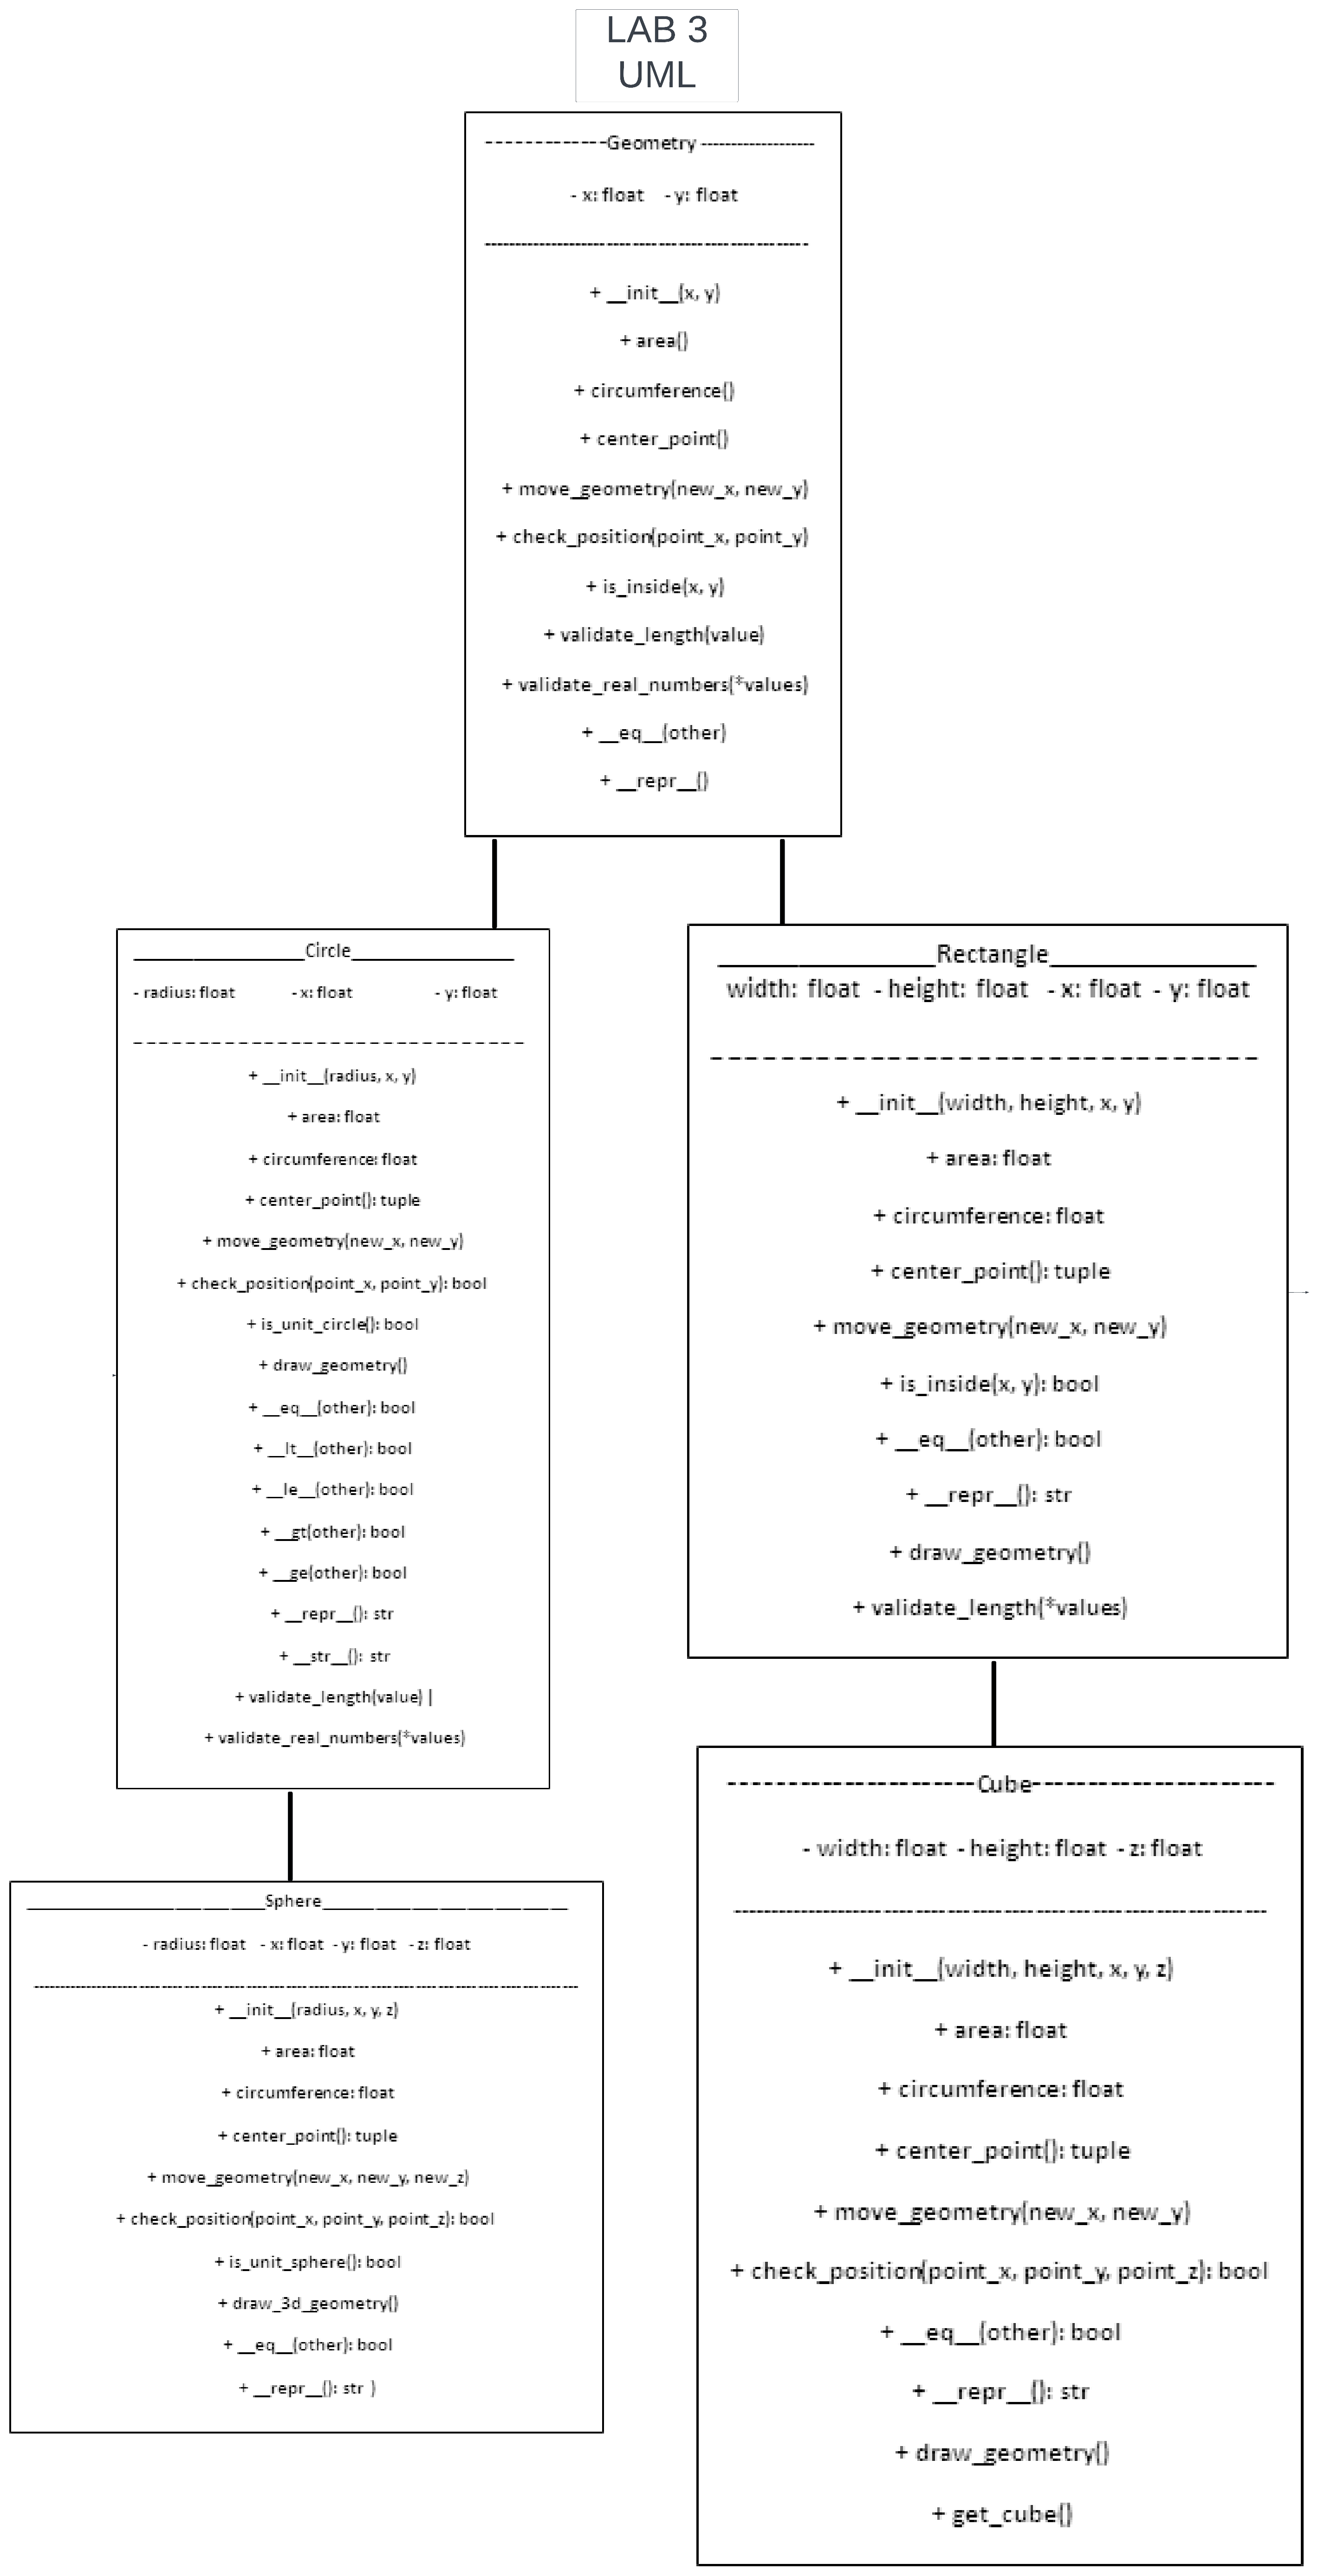 LAB 3
UML
-------------Geometry -------------------
- x: float - y: float
------------------------------------------------------
+ __init__(x, y)
+ area()
+ circumference()
+ center_point()
+ move_geometry(new_x, new_y)
+ check_position(point_x, point_y)
+ is_inside(x, y)
+ validate_length(value)
+ validate_real_numbers(*values)
+ __eq__(other)
+ __repr__()
_________________Circle________________
- radius: float - x: float - y: float
_ _ _ _ _ _ _ _ _ _ _ _ _ _ _ _ _ _ _ _ _ _ _ _ _ _ _ _ _ _
+ __init__(radius, x, y)
+ area: float
+ circumference: float
+ center_point(): tuple
+ move_geometry(new_x, new_y)
+ check_position(point_x, point_y): bool
+ is_unit_circle(): bool
+ draw_geometry()
+ __eq__(other): bool
+ __lt__(other): bool
+ __le__(other): bool
+ __gt(other): bool
+ __ge(other): bool
+ __repr__(): str
+ __str__(): str
+ validate_length(value) |
+ validate_real_numbers(*values)
________________Rectangle_______________
width: float - height: float - x: float - y: float
_ _ _ _ _ _ _ _ _ _ _ _ _ _ _ _ _ _ _ _ _ _ _ _ _ _ _ _ _ _ _
+ __init__(width, height, x, y)
+ area: float
+ circumference: float
+ center_point(): tuple
+ move_geometry(new_x, new_y)
+ is_inside(x, y): bool
+ __eq__(other): bool
+ __repr__(): str
+ draw_geometry()
+ validate_length(*values)
__________________________Sphere___________________________
- radius: float - x: float - y: float - z: float
------------------------------------------------------------------------------------------
+ __init__(radius, x, y, z)
+ area: float
+ circumference: float
+ center_point(): tuple
+ move_geometry(new_x, new_y, new_z)
+ check_position(point_x, point_y, point_z): bool
+ is_unit_sphere(): bool
+ draw_3d_geometry()
+ __eq__(other): bool
+ __repr__(): str )
----------------------Cube----------------------
- width: float - height: float - z: float
-----------------------------------------------------------------------
+ __init__(width, height, x, y, z)
+ area: float
+ circumference: float
+ center_point(): tuple
+ move_geometry(new_x, new_y)
+ check_position(point_x, point_y, point_z): bool
+ __eq__(other): bool
+ __repr__(): str
+ draw_geometry()
+ get_cube()